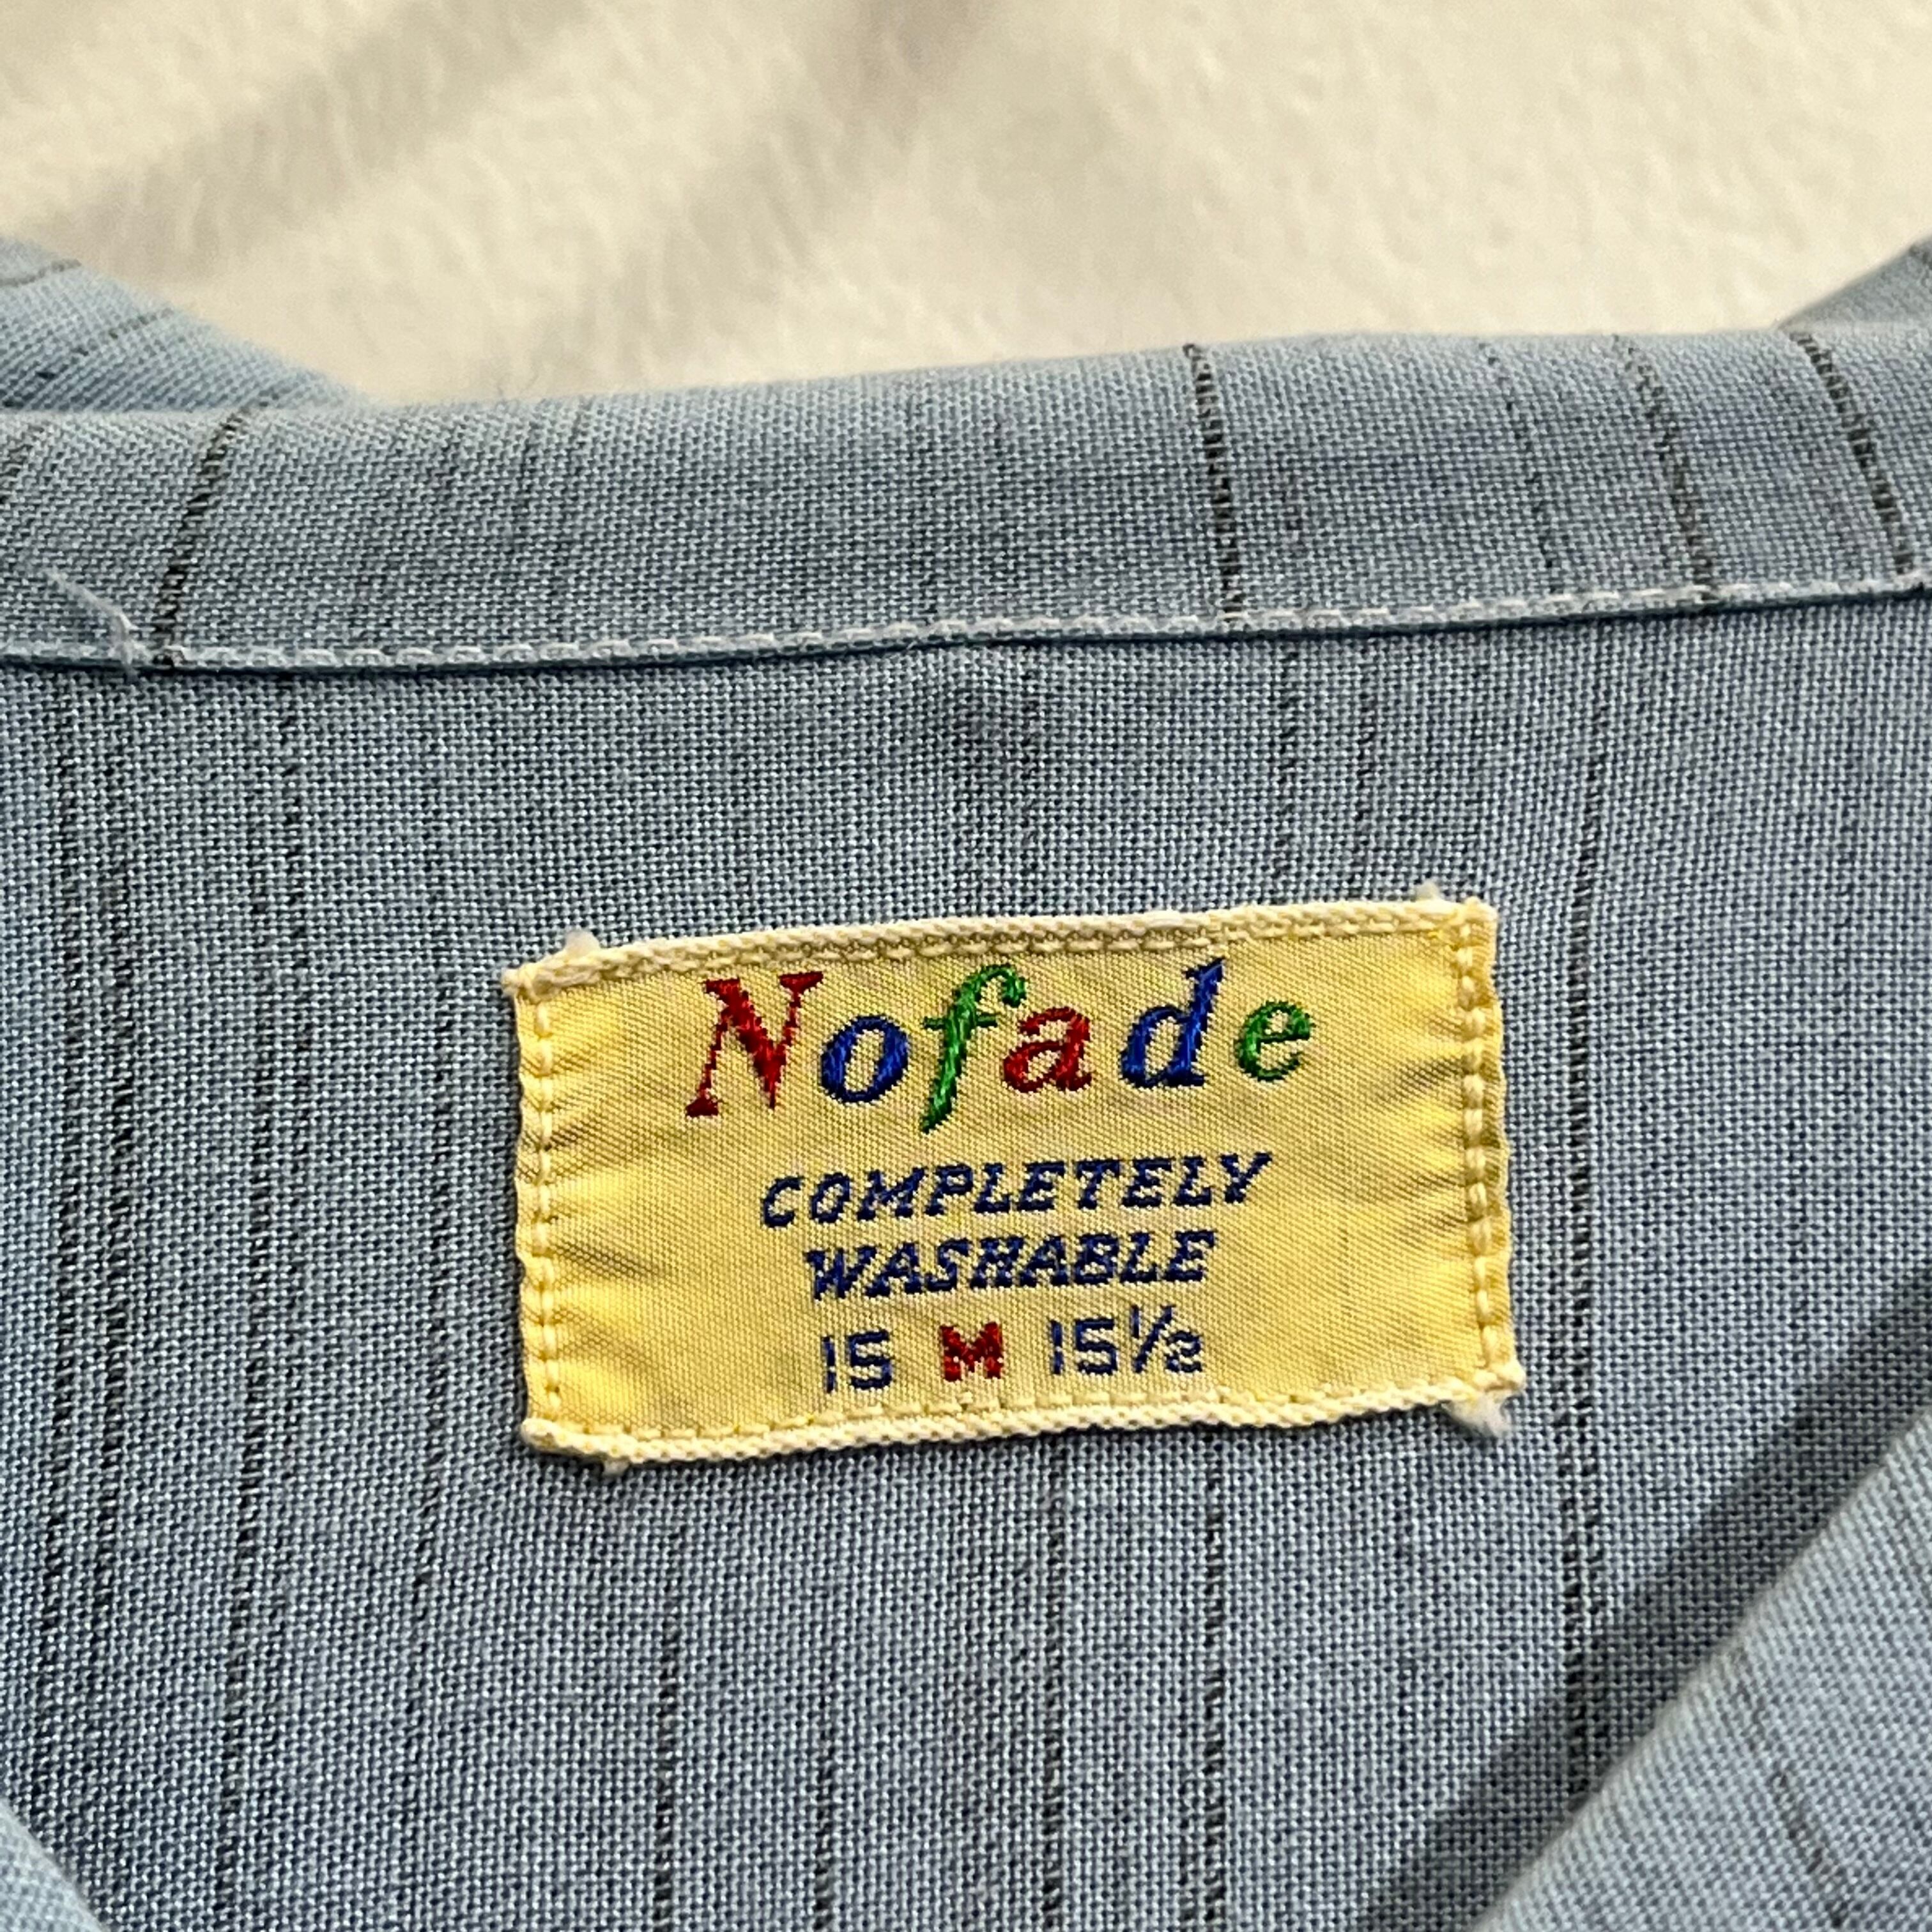 Nofade
COMPLETELY
WASHABLE
15 M 15½